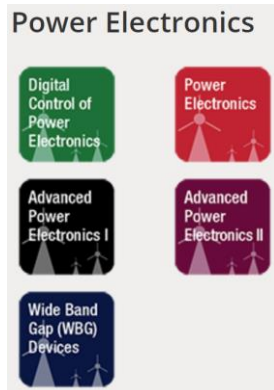 Power Electronics
Digital
Control of
Power
Electronics
Power
Electronics
Advanced
Power
Electronics I
Advanced
Power
Electronics II
Wide Band
Gap (WBG)
Devices